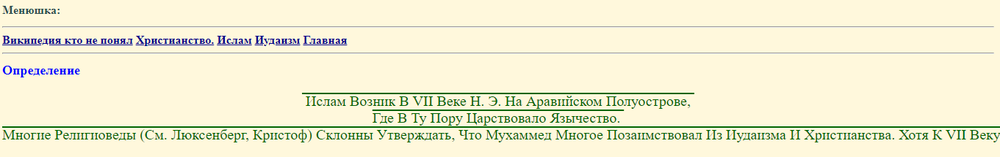 Менюшка:
Википедия кто не понял Христианство. Ислам Иудаизм Главная
Определение
Ислам Возник В VII Веке Н. Э. На Аравийском Полуострове,
Где В Ту Пору Царствовало Язычество.
Многие Религиоведы (См. Люксенберг, Кристоф) Склонны Утверждать, Что Мухаммед Многое Позаимствовал Из Иудаизма И Христианства. Хотя К VII Веку